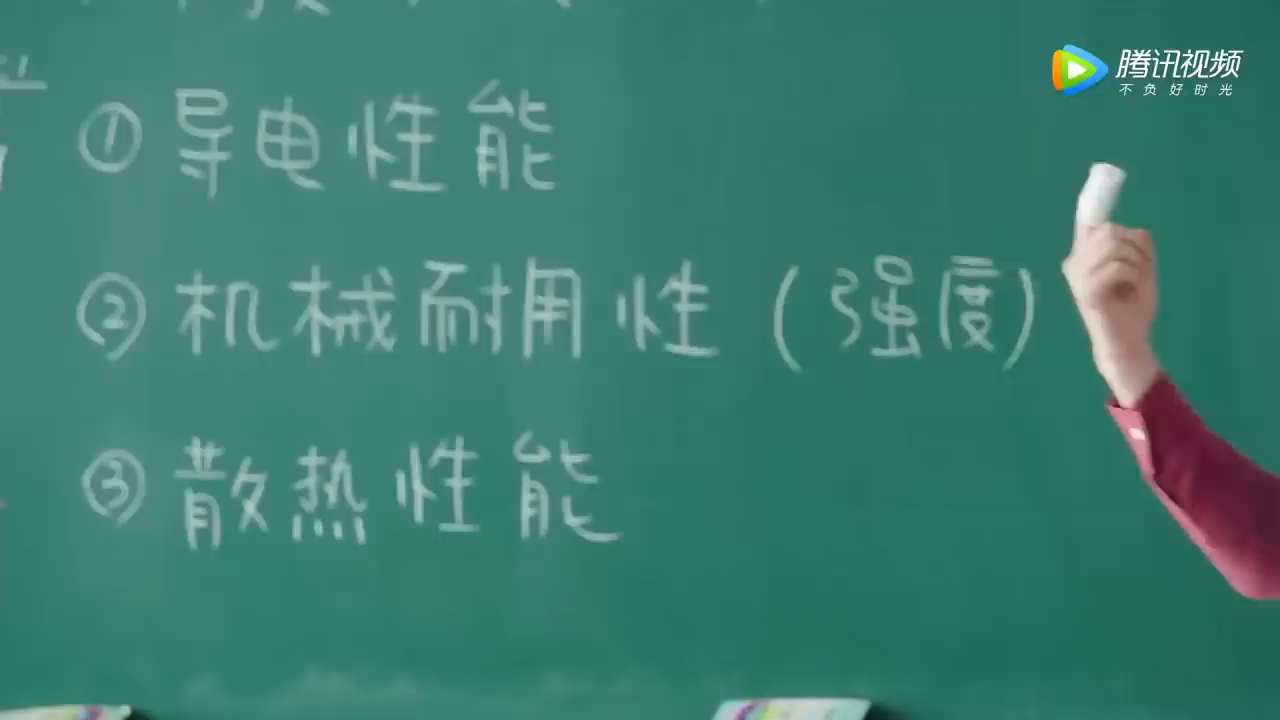 腾讯视频
不负好时光
①导电性能
②机械耐用性(强度)
③散热性能